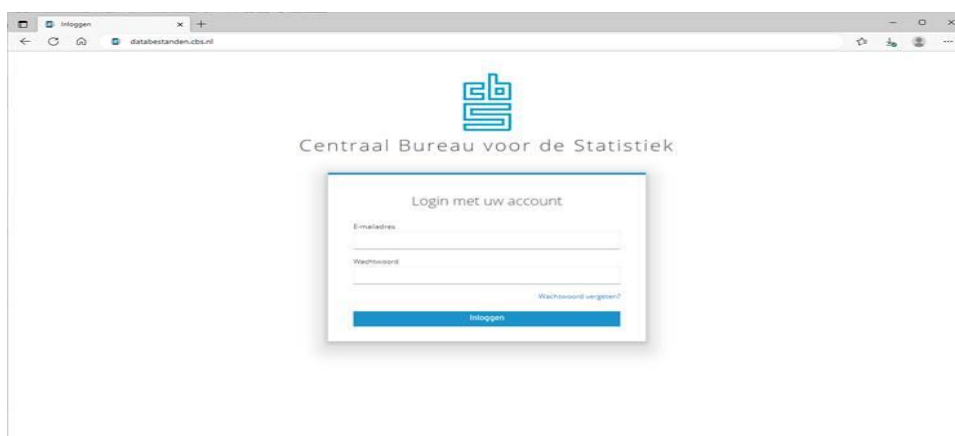 Inloggen
databestanden.cbs.nl
cbs
Centraal Bureau voor de Statistiek
Login met uw account
E-mailadres
Wachtwoord
Wachtwoord vergeten?
Inloggen